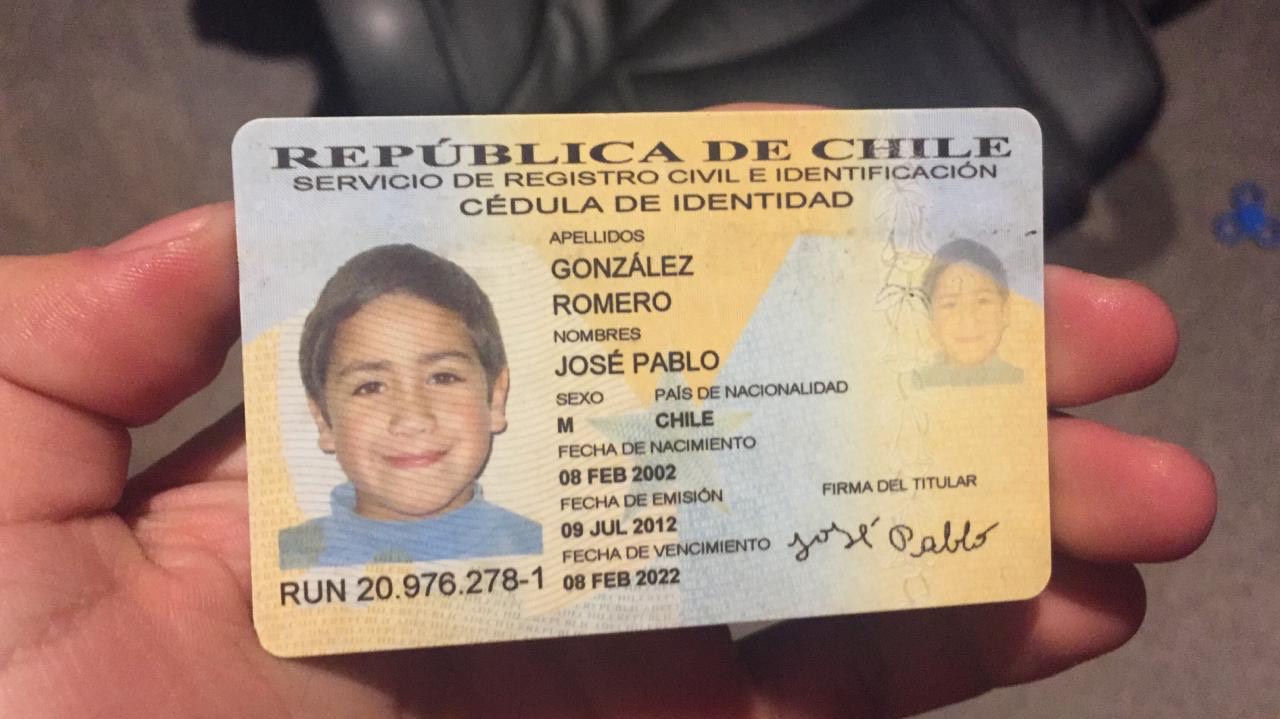 REPÚBLICA DE CHILE
SERVICIO DE REGISTRO CIVIL E IDENTIFICACIÓN
CÉDULA DE IDENTIDAD
APELLIDOS
GONZÁLEZ
ROMERO
NOMBRES
JOSÉ PABLO
SEXO PAÍS DE NACIONALIDAD
M CHILE
FECHA DE NACIMIENTO
08 FEB 2002
FECHA DE EMISIÓN
09 JUL 2012
FECHA DE VENCIMIENTO
08 FEB 2022
FIRMA DEL TITULAR
José Pablo
RUN 20.976.278-1